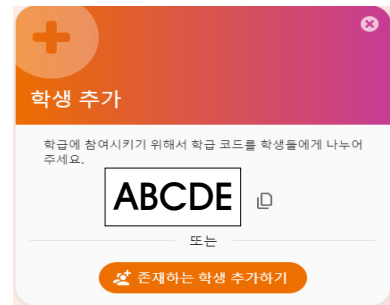 학생 추가
학급에 참여시키기 위해서 학급 코드를 학생들에게 나누어
주세요.
ABCDE
또는
존재하는 학생 추가하기